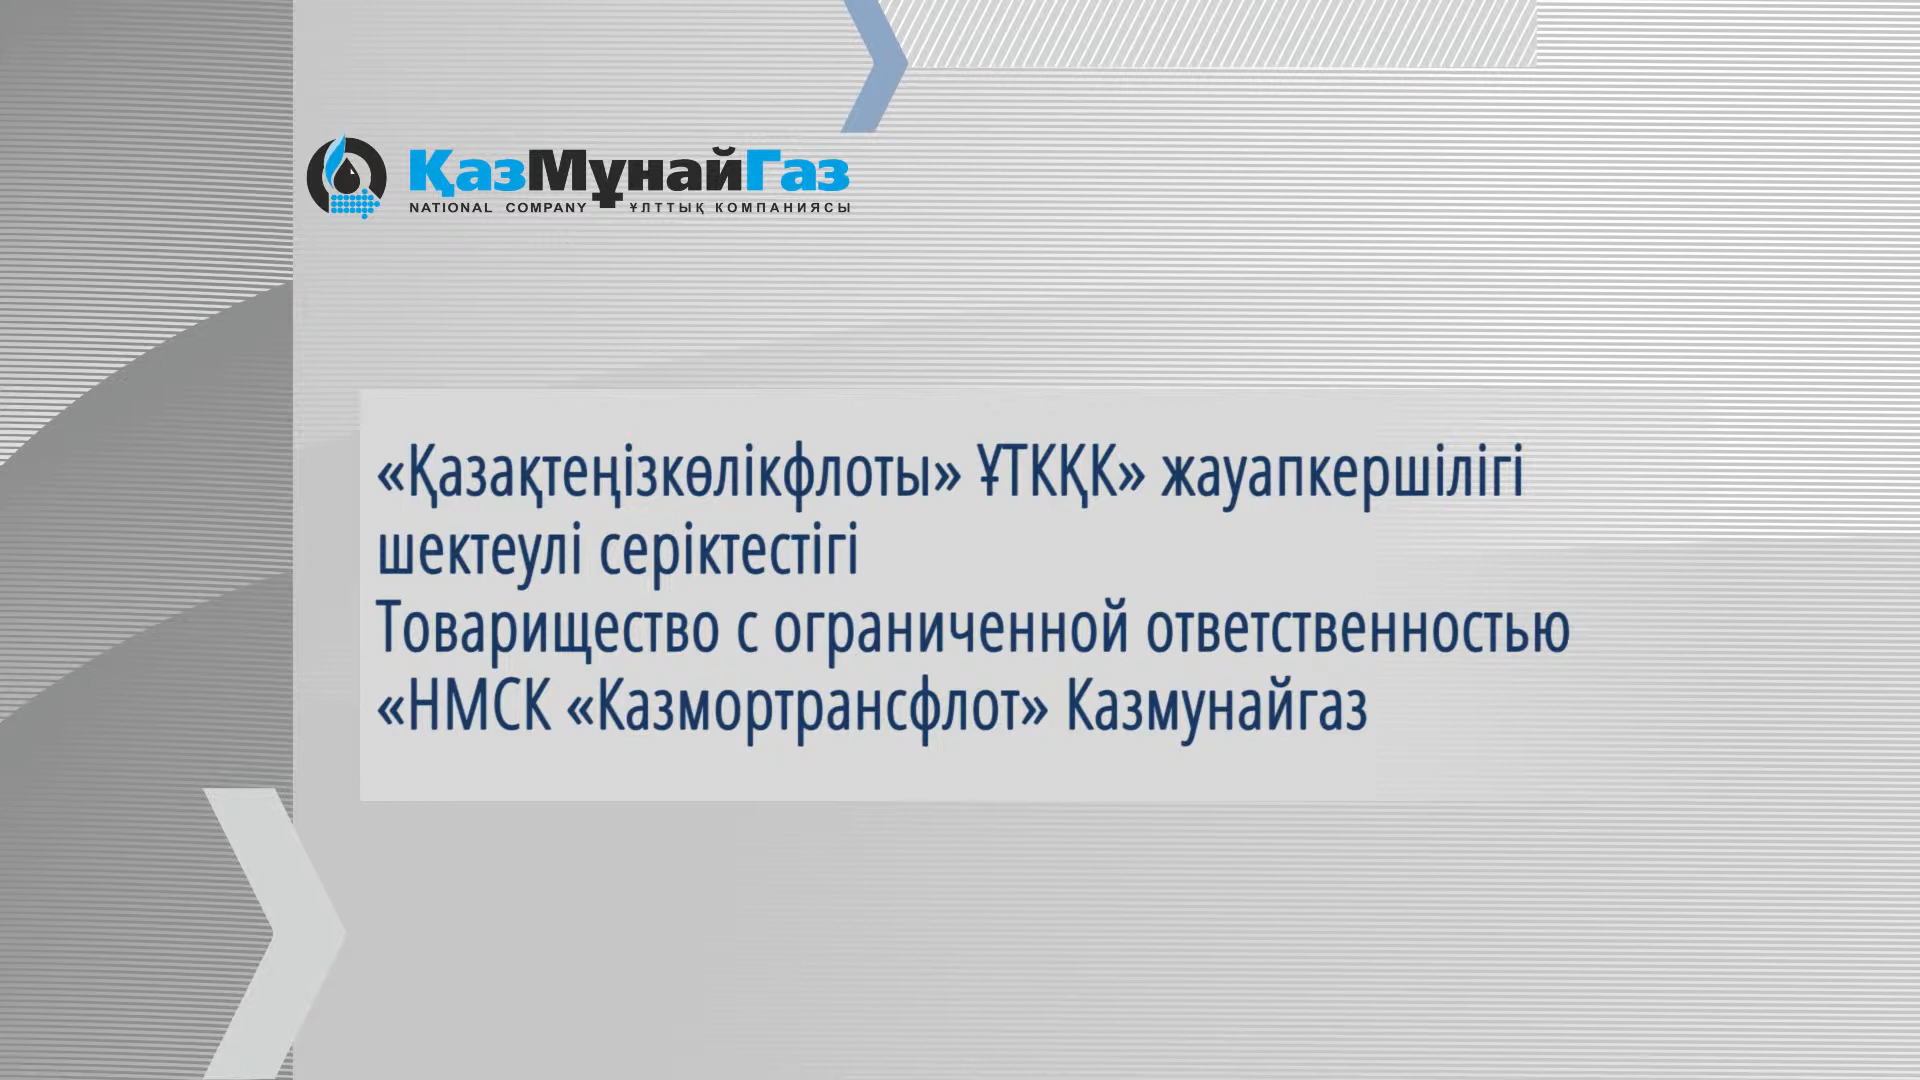 ҚазМұнайГаз
NATIONAL COMPANY ҰЛТТЫҚ КОМПАНИЯСЫ
«Қазақтеңізкөлікфлоты» ҰТКҚК» жауапкершілігі
шектеулі серіктестігі
Товарищество с ограниченной ответственностью
«НМСК «Казмортрансфлот» Казмунайгаз